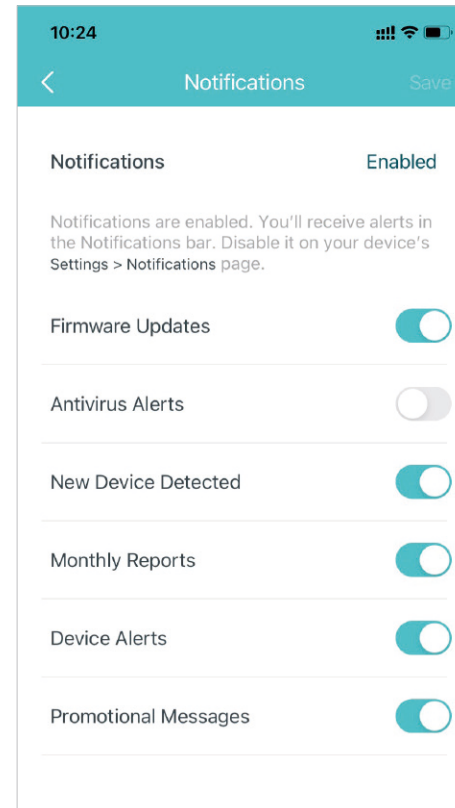 10:24
Notifications Save
Notifications Enabled
Notifications are enabled. You'll receive alerts in
the Notifications bar. Disable it on your device's
Settings > Notifications page.
Firmware Updates
Antivirus Alerts
New Device Detected
Monthly Reports
Device Alerts
Promotional Messages